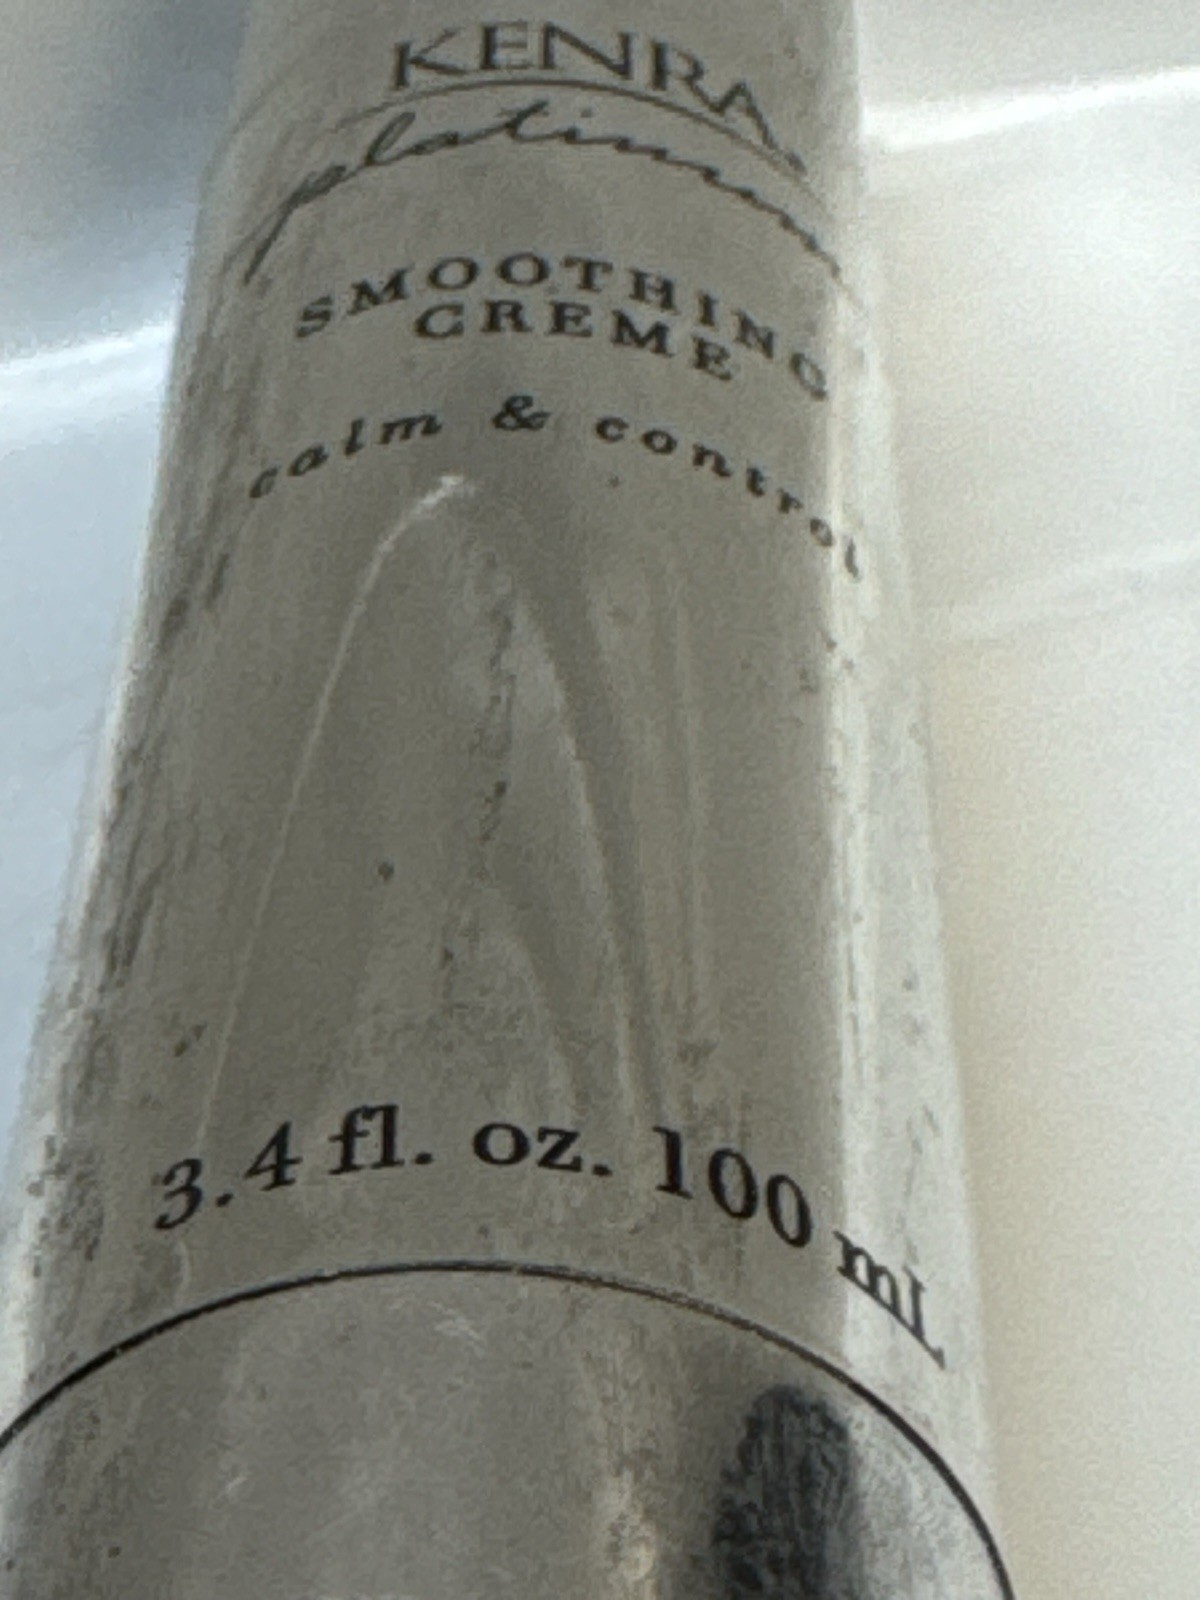 KENRA.
platinum
SMOOTHING
CREME
calm & control
3.4 fl. oz. 100 mL